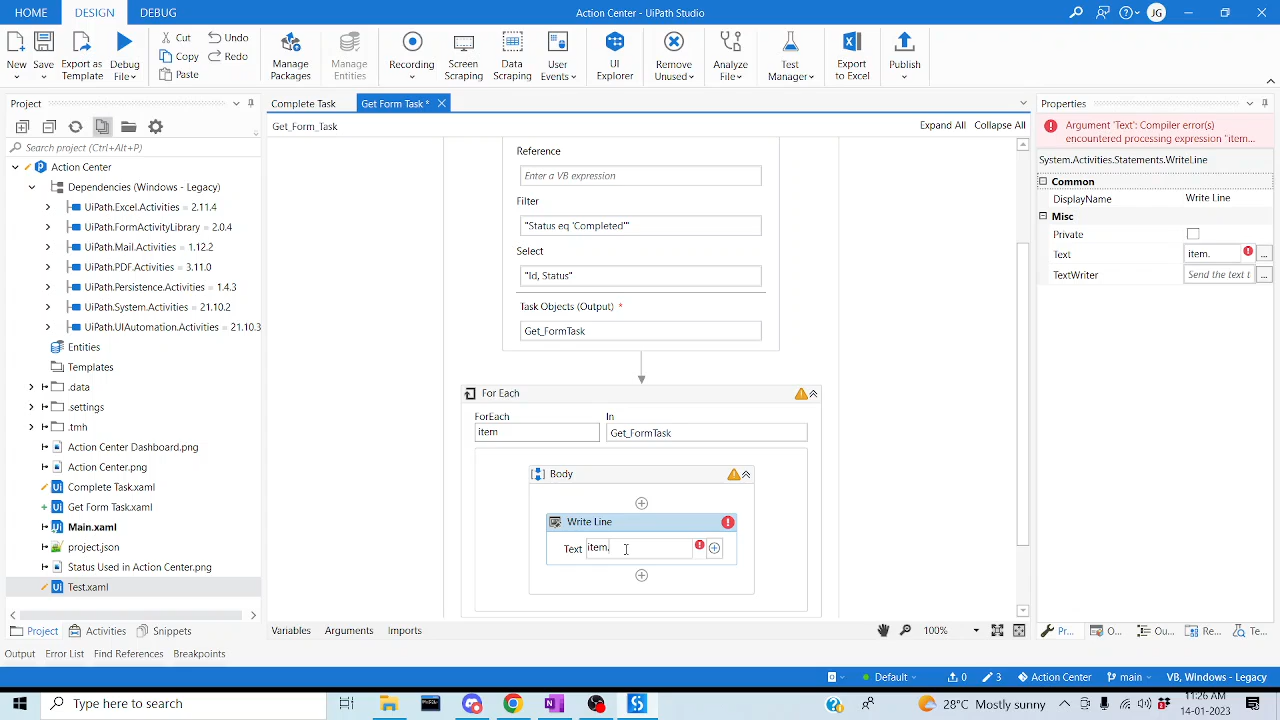 HOME DESIGN DEBUG Action Center - UiPath Studio JG
New Save Export as Template Debug File Cut Copy Paste Undo Redo Manage Packages Manage Entities Recording Screen Scraping Data Scraping User Events UI Explorer Remove Unused Analyze File Test Manager Export to Excel Publish
Project Complete Task Get Form Task * Properties
Get_Form_Task Expand All Collapse All
Argument 'Text': Compiler error(s)
encountered processing expression "item...
Search project (Ctrl+Alt+P)
System.Activities.Statements.WriteLine
Action Center
Dependencies (Windows - Legacy)
UiPath.Excel.Activities = 2.11.4
UiPath.FormActivityLibrary = 2.0.4
UiPath.Mail.Activities = 1.12.2
UiPath.PDF.Activities = 3.11.0
UiPath.Persistence.Activities = 1.4.3
UiPath.System.Activities = 21.10.2
UiPath.UIAutomation.Activities = 21.10.3
Entities
Templates
.data
.settings
.tmh
Action Center Dashboard.png
Action Center.png
Complete Task.xaml
Get Form Task.xaml
Main.xaml
project.json
Status Used in Action Center.png
Test.xaml
Reference
Enter a VB expression
Filter
"Status eq 'Completed'"
Select
"Id, Status"
Task Objects (Output) *
Get_FormTask
For Each
ForEach In
item Get_FormTask
Body
Write Line
Text item.
Common
DisplayName Write Line
Misc
Private
Text item. ...
TextWriter Send the text t ...
Project Activities Snippets Variables Arguments Imports 100% Pr... O... Ou... Re... Te...
Output Error List Find References Breakpoints
Default 0 3 Action Center main VB, Windows - Legacy
Type here to search 28°C Mostly sunny 11:26 AM
14-01-2023